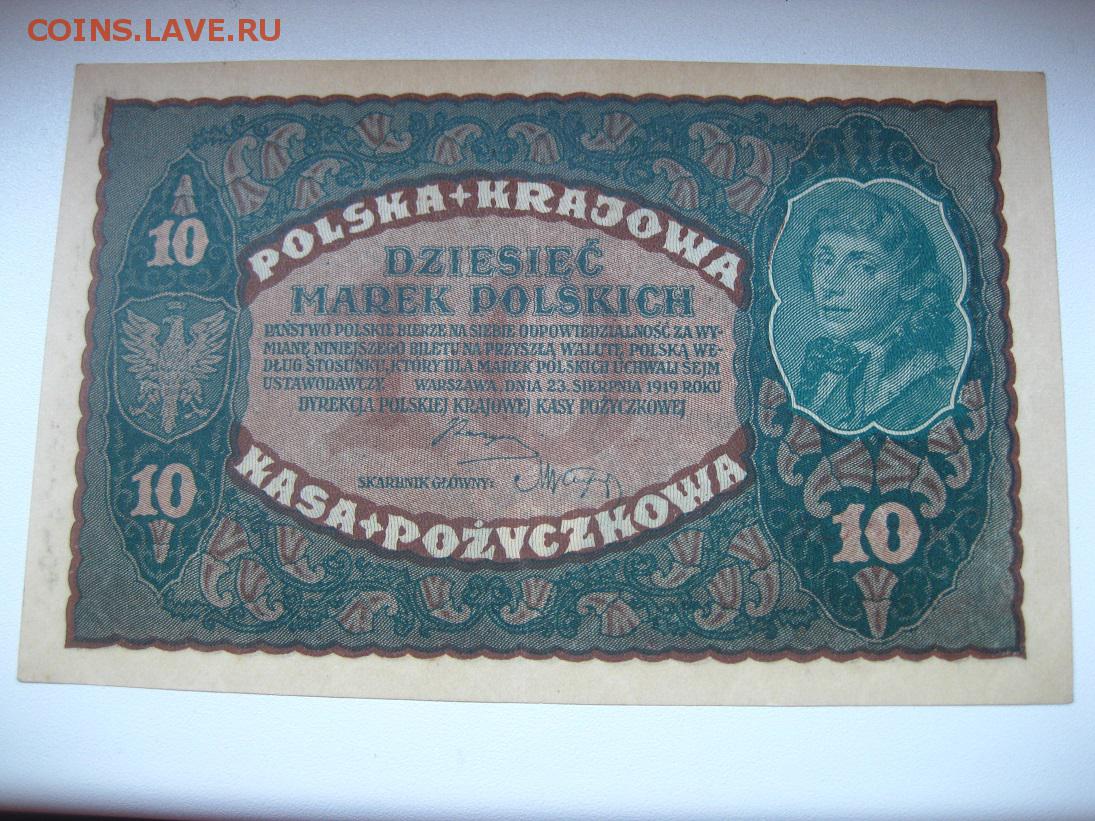 COINS.LAVE.RU
POLSKA+KRAJOWA
10
DZIESIĘĆ
MAREK POLSKICH
PAŃSTWO POLSKIE BIERZE NA SIEBIE ODPOWIEDZIALNOŚĆ ZA WY-
MIANĘ NINIEJSZEGO BILETU NA PRZYSZŁĄ WALUTĘ POLSKĄ WE-
DŁUG STOSUNKU, KTÓRY DLA MAREK POLSKICH UCHWALI SEJM
USTAWODAWCZY. WARSZAWA, DNIA 23. SIERPNIA 1919 ROKU
DYREKCJA POLSKIEJ KRAJOWEJ KASY POŻYCZKOWEJ
SKARBNIK GŁÓWNY:
10
10
KASA+POŻYCZKOWA